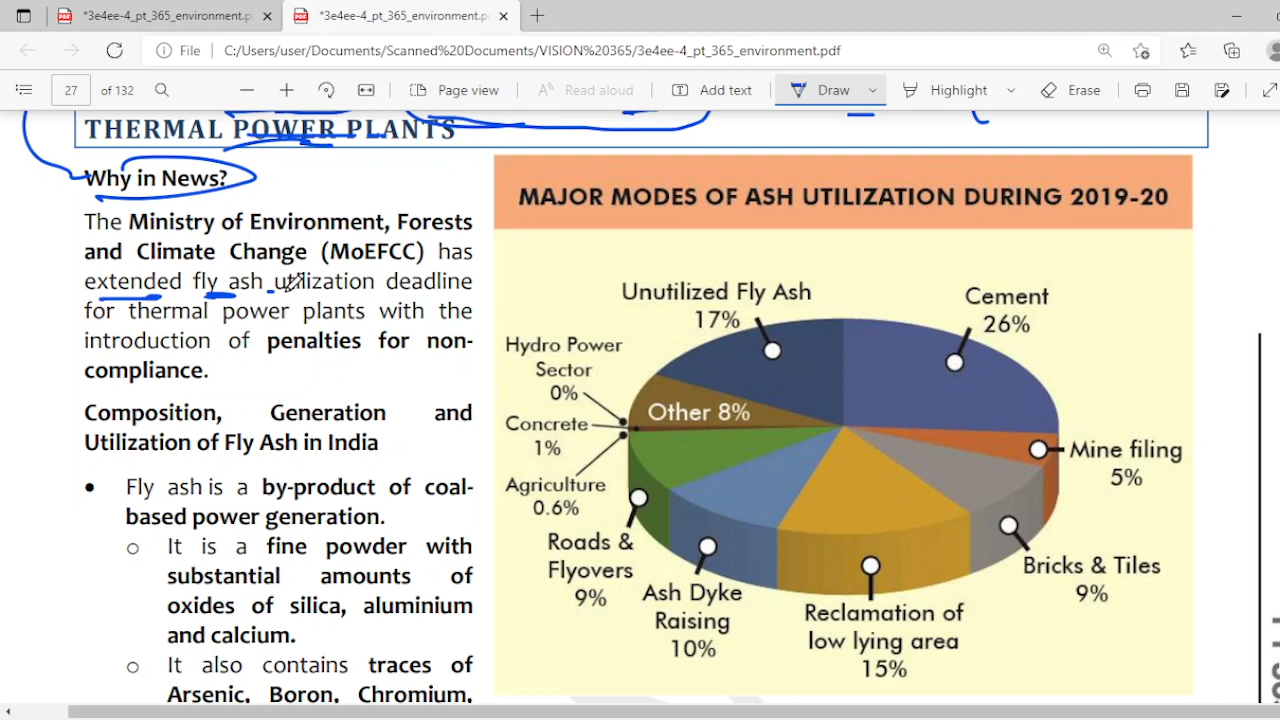 *3e4ee-4_pt_365_environment.p
*3e4ee-4_pt_365_environment.p
File
C:/Users/user/Documents/Scanned%20Documents/VISION%20365/3e4ee-4_pt_365_environment.pdf
27 of 132
Page view
Read aloud
Add text
Draw
Highlight
Erase
THERMAL POWER PLANTS
Why in News?
The Ministry of Environment, Forests
and Climate Change (MoEFCC) has
extended fly ash utilization deadline
for thermal power plants with the
introduction of penalties for non-
compliance.
Composition, Generation and
Utilization of Fly Ash in India
• Fly ash is a by-product of coal-
based power generation.
o It is a fine powder with
substantial amounts of
oxides of silica, aluminium
and calcium.
o It also contains traces of
Arsenic, Boron, Chromium,
MAJOR MODES OF ASH UTILIZATION DURING 2019-20
Unutilized Fly Ash
17%
Cement
26%
Hydro Power
Sector
0%
Other 8%
Concrete
1%
Mine filing
5%
Agriculture
0.6%
Roads &
Flyovers
9%
Ash Dyke
Raising
10%
Reclamation of
low lying area
15%
Bricks & Tiles
9%